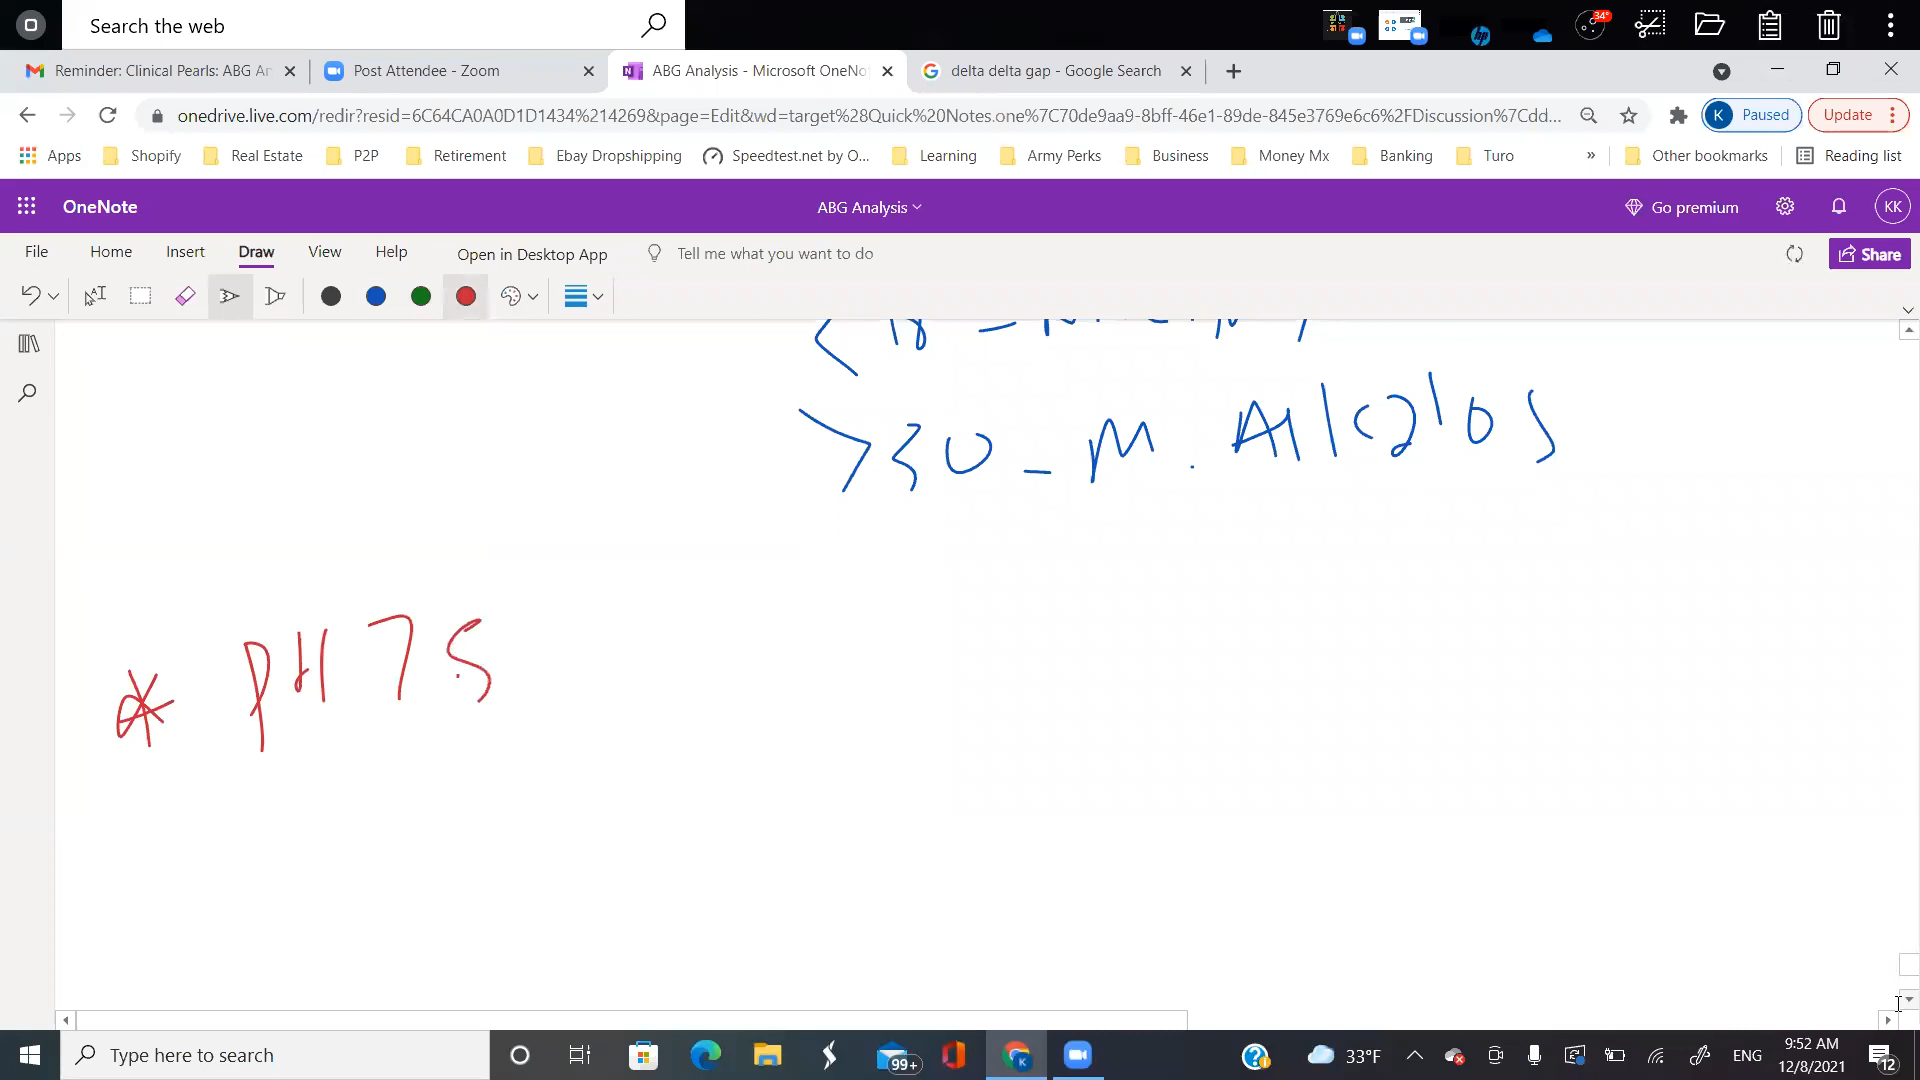 Search the web
34°
Reminder: Clinical Pearls: ABG An
Post Attendee - Zoom
ABG Analysis - Microsoft OneNo
delta delta gap - Google Search
onedrive.live.com/redir?resid=6C64CA0A0D1D1434%214269&page=Edit&wd=target%28Quick%20Notes.one%7C70de9aa9-8bff-46e1-89de-845e3769e6c6%2FDiscussion%7Cdd...
K Paused
Update
Apps Shopify Real Estate P2P Retirement Ebay Dropshipping Speedtest.net by O... Learning Army Perks Business Money Mx Banking Turo » Other bookmarks Reading list
OneNote
ABG Analysis
Go premium
KK
File Home Insert Draw View Help Open in Desktop App Tell me what you want to do
Share
< 18 -
> 30 - M. Alkalos
* PH 7.5
Type here to search
99+
33°F
ENG
9:52 AM
12/8/2021
12